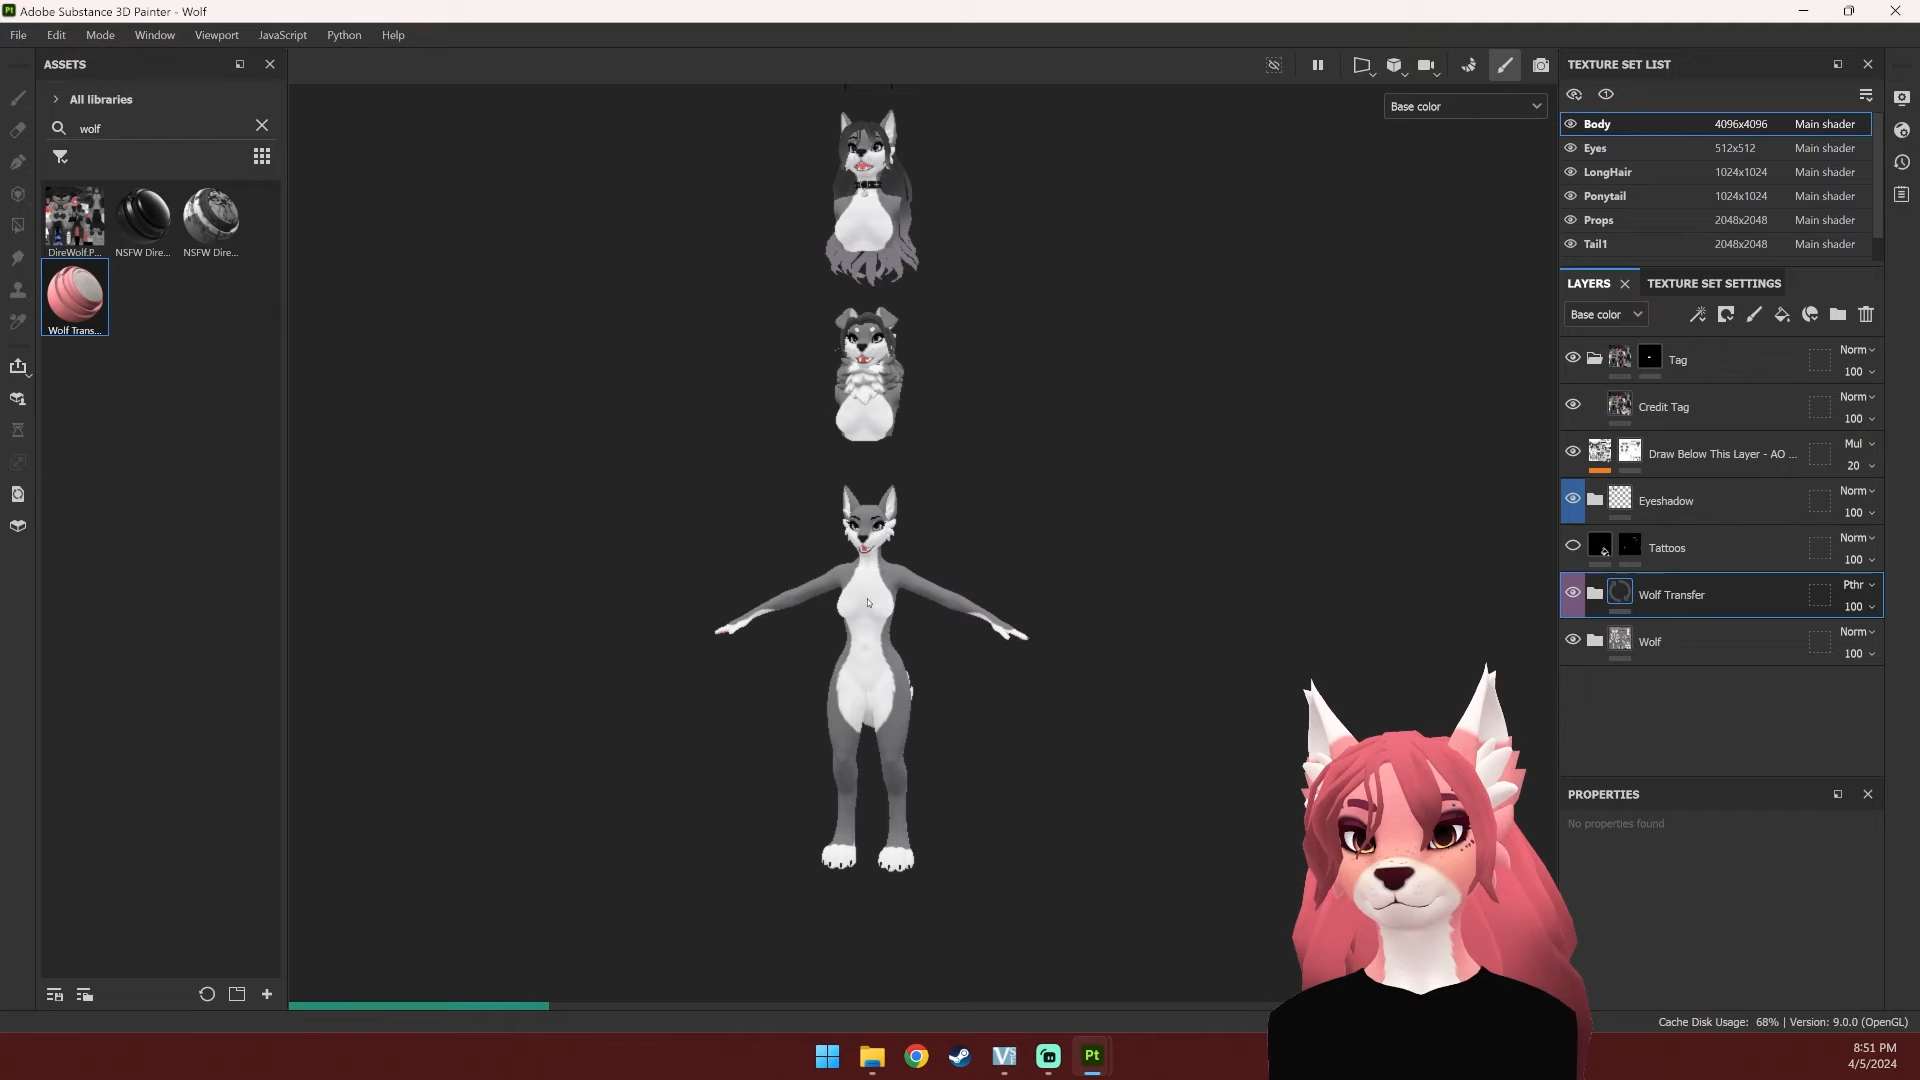 Adobe Substance 3D Painter - Wolf
File Edit Mode Window Viewport JavaScript Python Help
ASSETS
All libraries
wolf
DireWolf.P... NSFW Dire... NSFW Dire...
Wolf Trans...
Base color
TEXTURE SET LIST
Body 4096x4096 Main shader
Eyes 512x512 Main shader
LongHair 1024x1024 Main shader
Ponytail 1024x1024 Main shader
Props 2048x2048 Main shader
Tail1 2048x2048 Main shader
LAYERS TEXTURE SET SETTINGS
Base color
Tag Norm 100
Credit Tag Norm 100
Draw Below This Layer - AO ... Mul 20
Eyeshadow Norm 100
Tattoos Norm 100
Wolf Transfer Pthr 100
Wolf Norm 100
PROPERTIES
No properties found
Cache Disk Usage: 68% | Version: 9.0.0 (OpenGL)
Pt
8:51 PM
4/5/2024